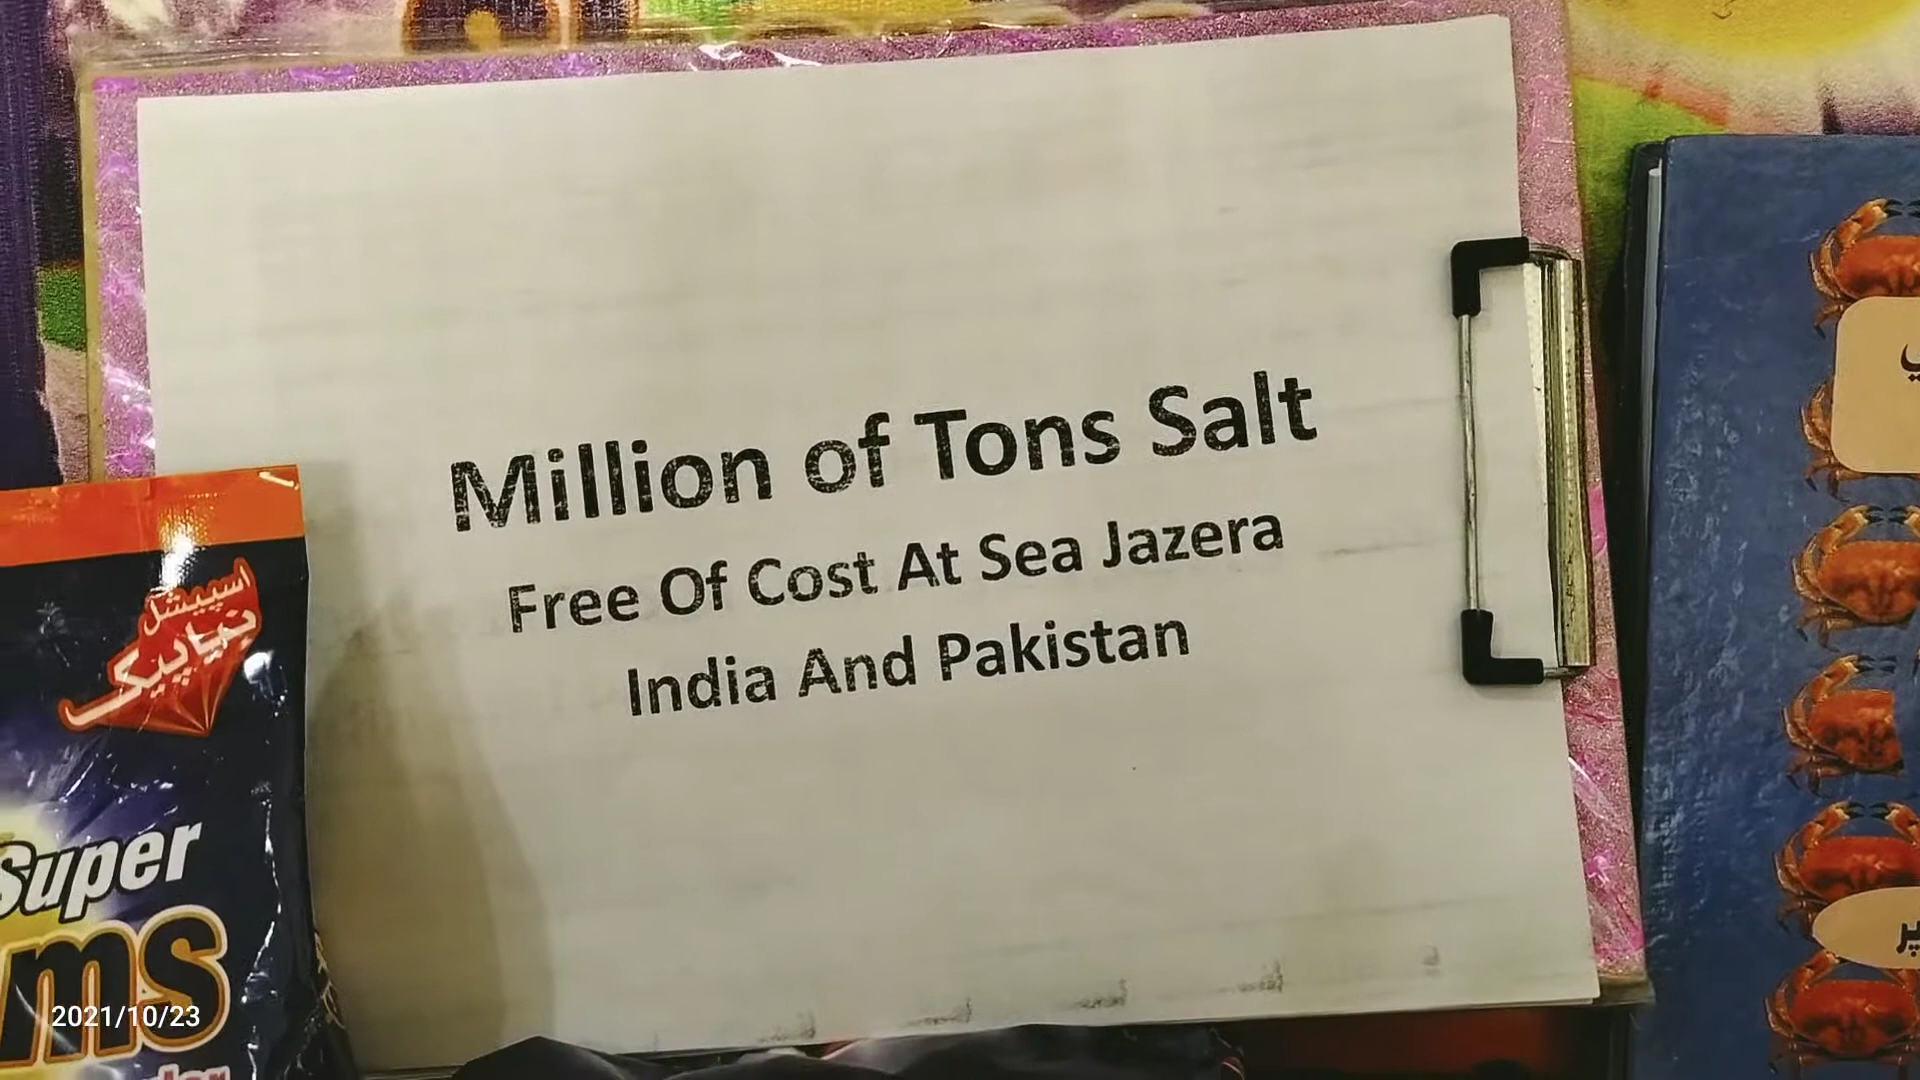 Million of Tons Salt
Free Of Cost At Sea Jazera
India And Pakistan
اسپیشل
نیا پیک
Super
ms
2021/10/23